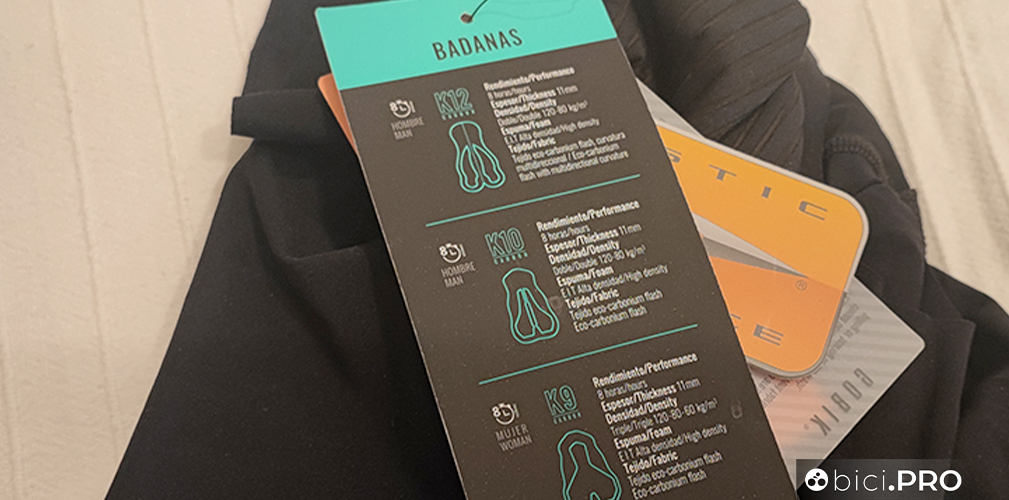 BADANAS
8h
HOMBRE
MAN
K12
CARBON
Rendimiento/Performance
8 horas/hours
Espesor/Thickness 11mm
Densidad/Density
Doble/Double 120-80 kg/m³
Espuma/Foam
E.I.T Alta densidad/High density
Tejido/Fabric
Tejido eco-carbonium flash, curvatura
multidireccional / Eco-carbonium
flash with multidirectional curvature
HOMBRE
MAN
K10
CARBON
Rendimiento/Performance
8 horas/hours
Espesor/Thickness 11mm
Densidad/Density
Doble/Double 120-80 kg/m³
Espuma/Foam
E.I.T Alta densidad/High density
Tejido/Fabric
Tejido eco-carbonium flash
Eco-carbonium flash
MUJER
WOMAN
K9
CARBON
Rendimiento/Performance
8 horas/hours
Espesor/Thickness 11mm
Densidad/Density
Triple/Triple 120-80-60 kg/m³
Espuma/Foam
E.I.T Alta densidad/High density
Tejido/Fabric
Tejido eco-carbonium flash
Eco-carbonium flash
STIC
®
CE
GOBIK
bici.PRO